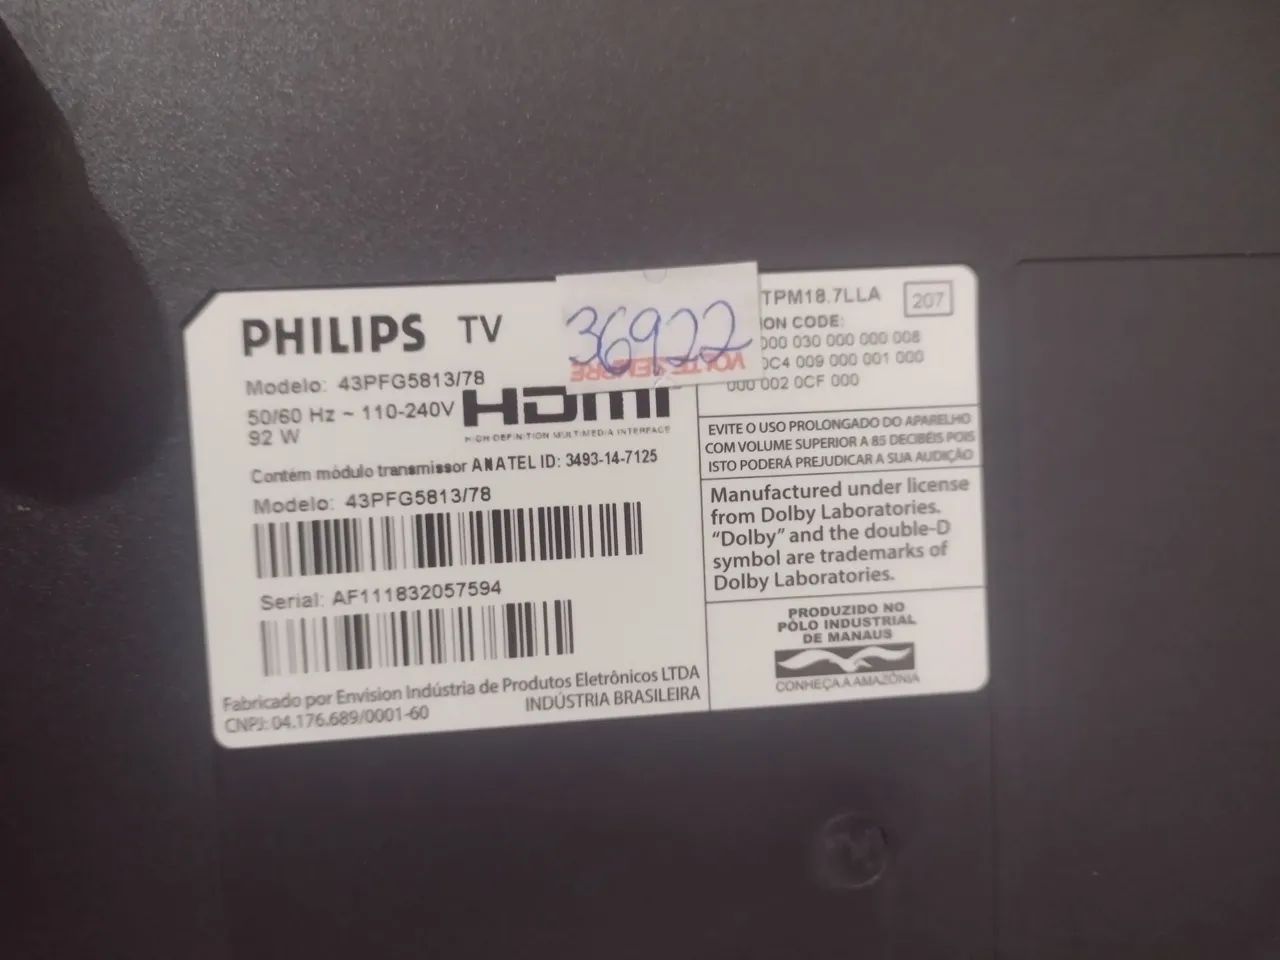 PHILIPS TV
36922
VOLTE SEMPRE
Modelo: 43PFG5813/78
50/60 Hz ~ 110-240V
92 W
HDMI
HIGH-DEFINITION MULTIMEDIA INTERFACE
Contém módulo transmissor ANATEL ID: 3493-14-7125
Modelo: 43PFG5813/78
Serial: AF111832057594
Fabricado por Envision Indústria de Produtos Eletrônicos LTDA
CNPJ: 04.176.689/0001-60
INDÚSTRIA BRASILEIRA
TPM18.7LLA
207
CODE:
030 000 000 008
009 000 001 000
000 002 0CF 000
EVITE O USO PROLONGADO DO APARELHO
COM VOLUME SUPERIOR A 85 DECIBÉIS POIS
ISTO PODERÁ PREJUDICAR A SUA AUDIÇÃO
Manufactured under license
from Dolby Laboratories.
“Dolby” and the double-D
symbol are trademarks of
Dolby Laboratories.
PRODUZIDO NO
PÓLO INDUSTRIAL
DE MANAUS
CONHEÇA A AMAZÔNIA